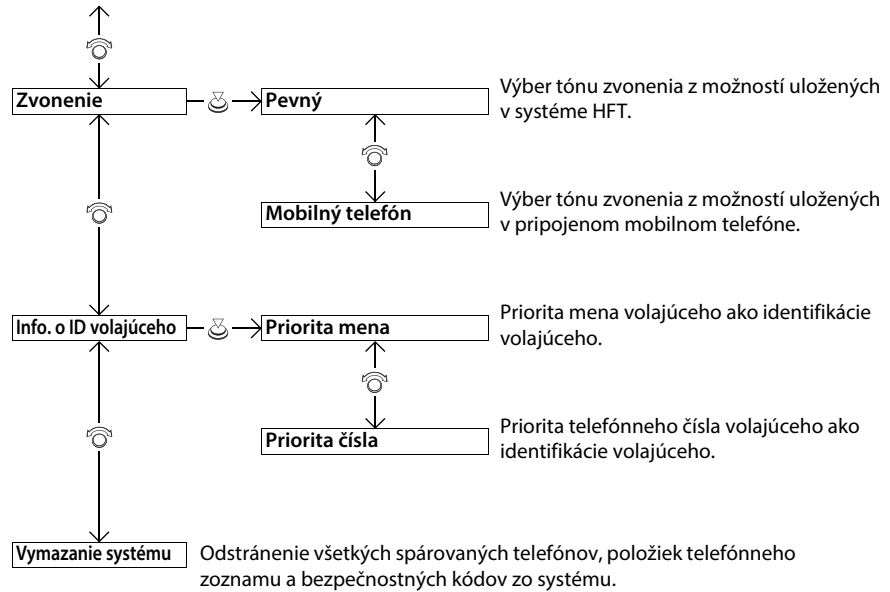 Zvonenie
Pevný
Výber tónu zvonenia z možností uložených
v systéme HFT.
Mobilný telefón
Výber tónu zvonenia z možností uložených
v pripojenom mobilnom telefóne.
Info. o ID volajúceho
Priorita mena
Priorita mena volajúceho ako identifikácie
volajúceho.
Priorita čísla
Priorita telefónneho čísla volajúceho ako
identifikácie volajúceho.
Vymazanie systému
Odstránenie všetkých spárovaných telefónov, položiek telefónneho
zoznamu a bezpečnostných kódov zo systému.